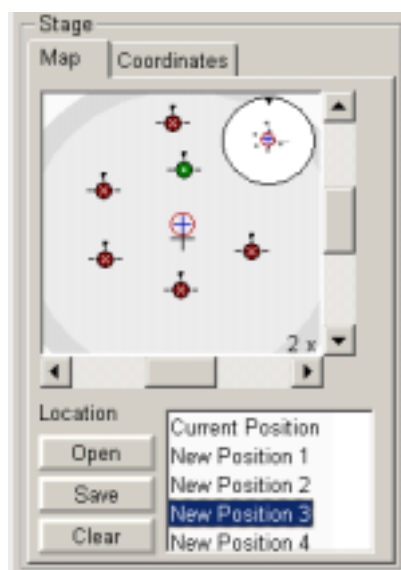 Stage
Map Coordinates
2 x
Location
Open
Save
Clear
Current Position
New Position 1
New Position 2
New Position 3
New Position 4